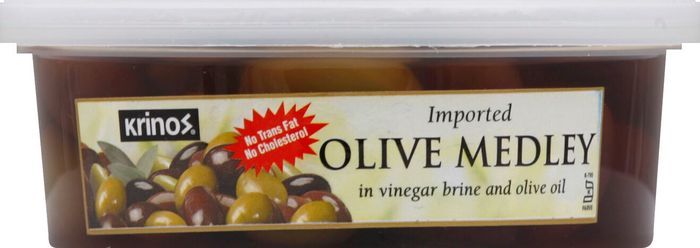 Krinos®
No Trans Fat
No Cholesterol
Imported
OLIVE MEDLEY
in vinegar brine and olive oil